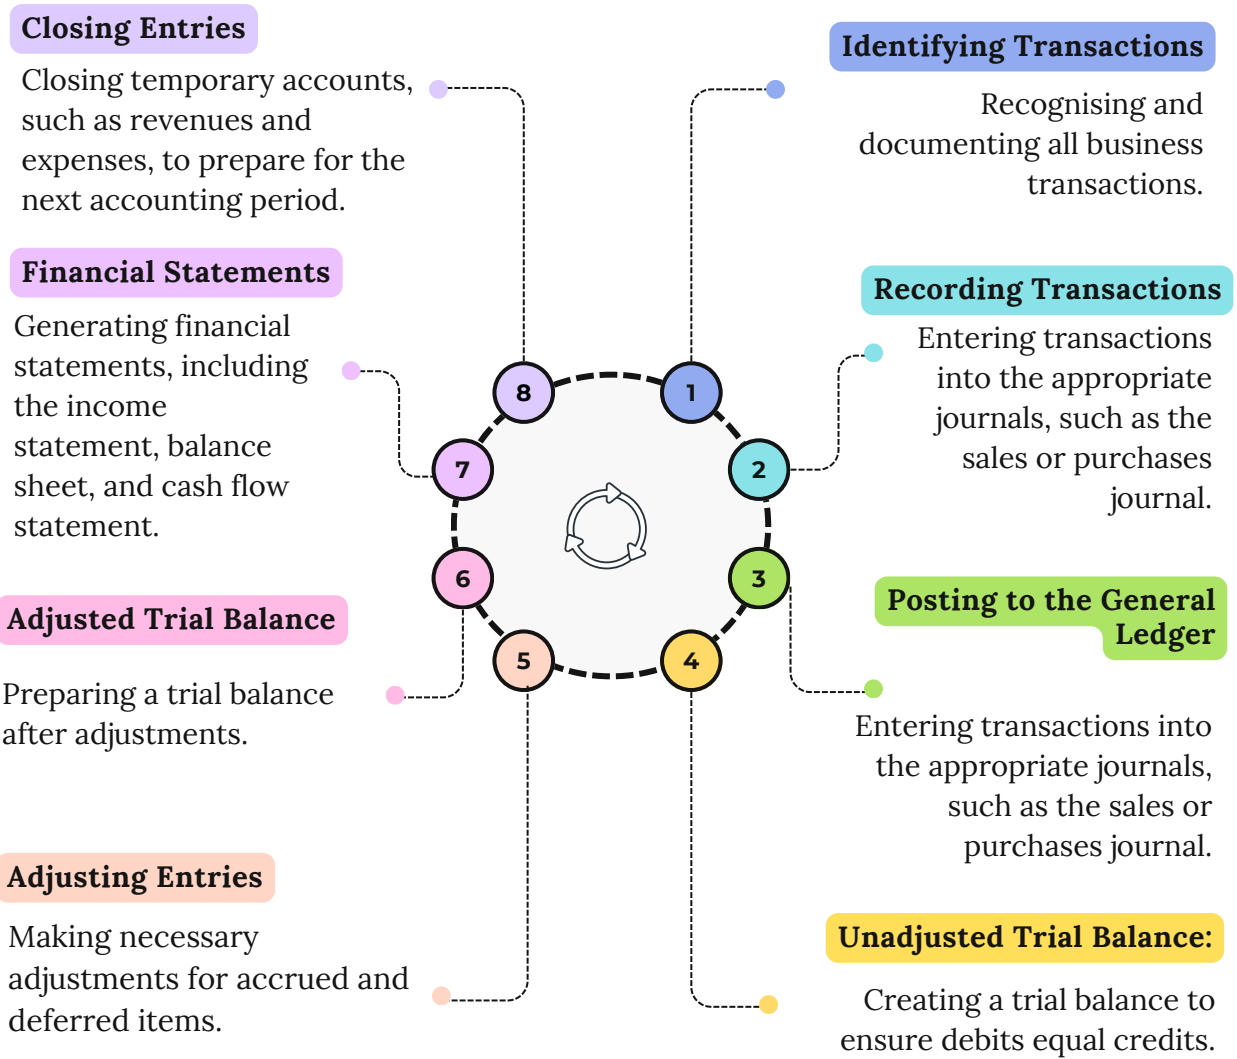 Closing Entries
Closing temporary accounts,
such as revenues and
expenses, to prepare for the
next accounting period.
Financial Statements
Generating financial
statements, including
the income
statement, balance
sheet, and cash flow
statement.
Adjusted Trial Balance
Preparing a trial balance
after adjustments.
Adjusting Entries
Making necessary
adjustments for accrued and
deferred items.
8
1
7
2
6
3
5
4
Identifying Transactions
Recognising and
documenting all business
transactions.
Recording Transactions
Entering transactions
into the appropriate
journals, such as the
sales or purchases
journal.
Posting to the General
Ledger
Entering transactions into
the appropriate journals,
such as the sales or
purchases journal.
Unadjusted Trial Balance:
Creating a trial balance to
ensure debits equal credits.